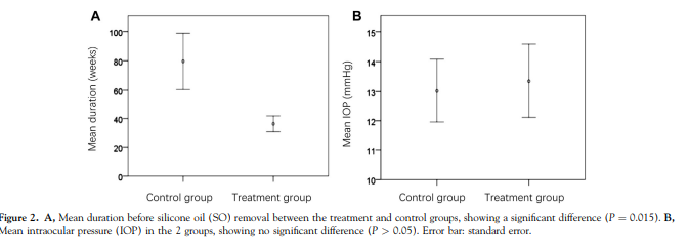 A
B
Mean duration (weeks)
100
80
60
40
20
0
Control group Treatment group
Mean IOP (mmHg)
15
14
13
12
11
10
Control group Treatment group
Figure 2. A, Mean duration before silicone oil (SO) removal between the treatment and control groups, showing a significant difference (P = 0.015). B,
Mean intraocular pressure (IOP) in the 2 groups, showing no significant difference (P > 0.05). Error bar: standard error.